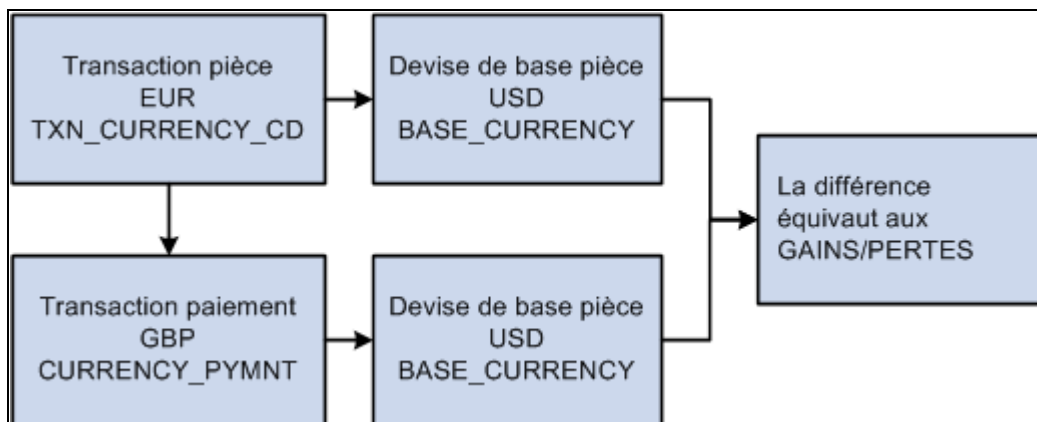 Transaction pièce
EUR
TXN_CURRENCY_CD
Devise de base pièce
USD
BASE_CURRENCY
La différence
équivaut aux
GAINS/PERTES
Transaction paiement
GBP
CURRENCY_PYMNT
Devise de base pièce
USD
BASE_CURRENCY